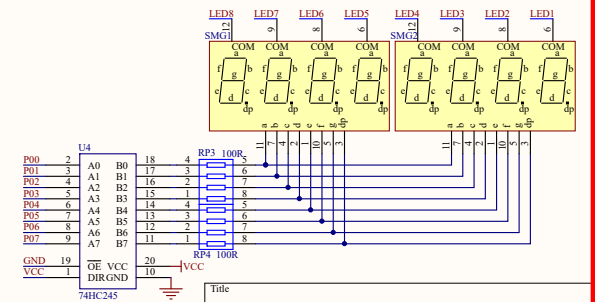 LED8 LED7 LED6 LED5 LED4 LED3 LED2 LED1
12 9 8 6 12 9 8 6
SMG1 SMG2
COM COM COM COM COM COM COM COM
a a a a a a a a
f b f b f b f b f b f b f b f b
g g g g g g g g
e c e c e c e c e c e c e c e c
d d d d d d d d
dp dp dp dp dp dp dp dp
a b c d e f g dp a b c d e f g dp
11 7 4 2 1 10 5 3 11 7 4 2 1 10 5 3
U4 RP3 100R
P00 2 A0 B0 18 4 5
P01 3 A1 B1 17 3 6
P02 4 A2 B2 16 2 7
P03 5 A3 B3 15 1 8
P04 6 A4 B4 14 4 5
P05 7 A5 B5 13 3 6
P06 8 A6 B6 12 2 7
P07 9 A7 B7 11 1 8
RP4 100R
GND 19 OE VCC 20 VCC
VCC 1 DIR GND 10
74HC245
Title